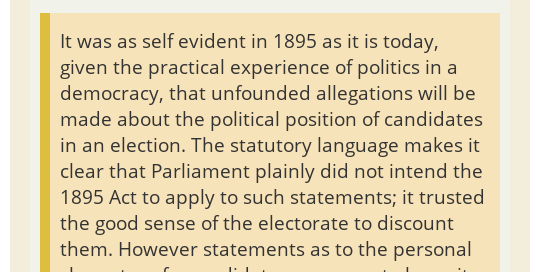 It was as self evident in 1895 as it is today,
given the practical experience of politics in a
democracy, that unfounded allegations will be
made about the political position of candidates
in an election. The statutory language makes it
clear that Parliament plainly did not intend the
1895 Act to apply to such statements; it trusted
the good sense of the electorate to discount
them. However statements as to the personal